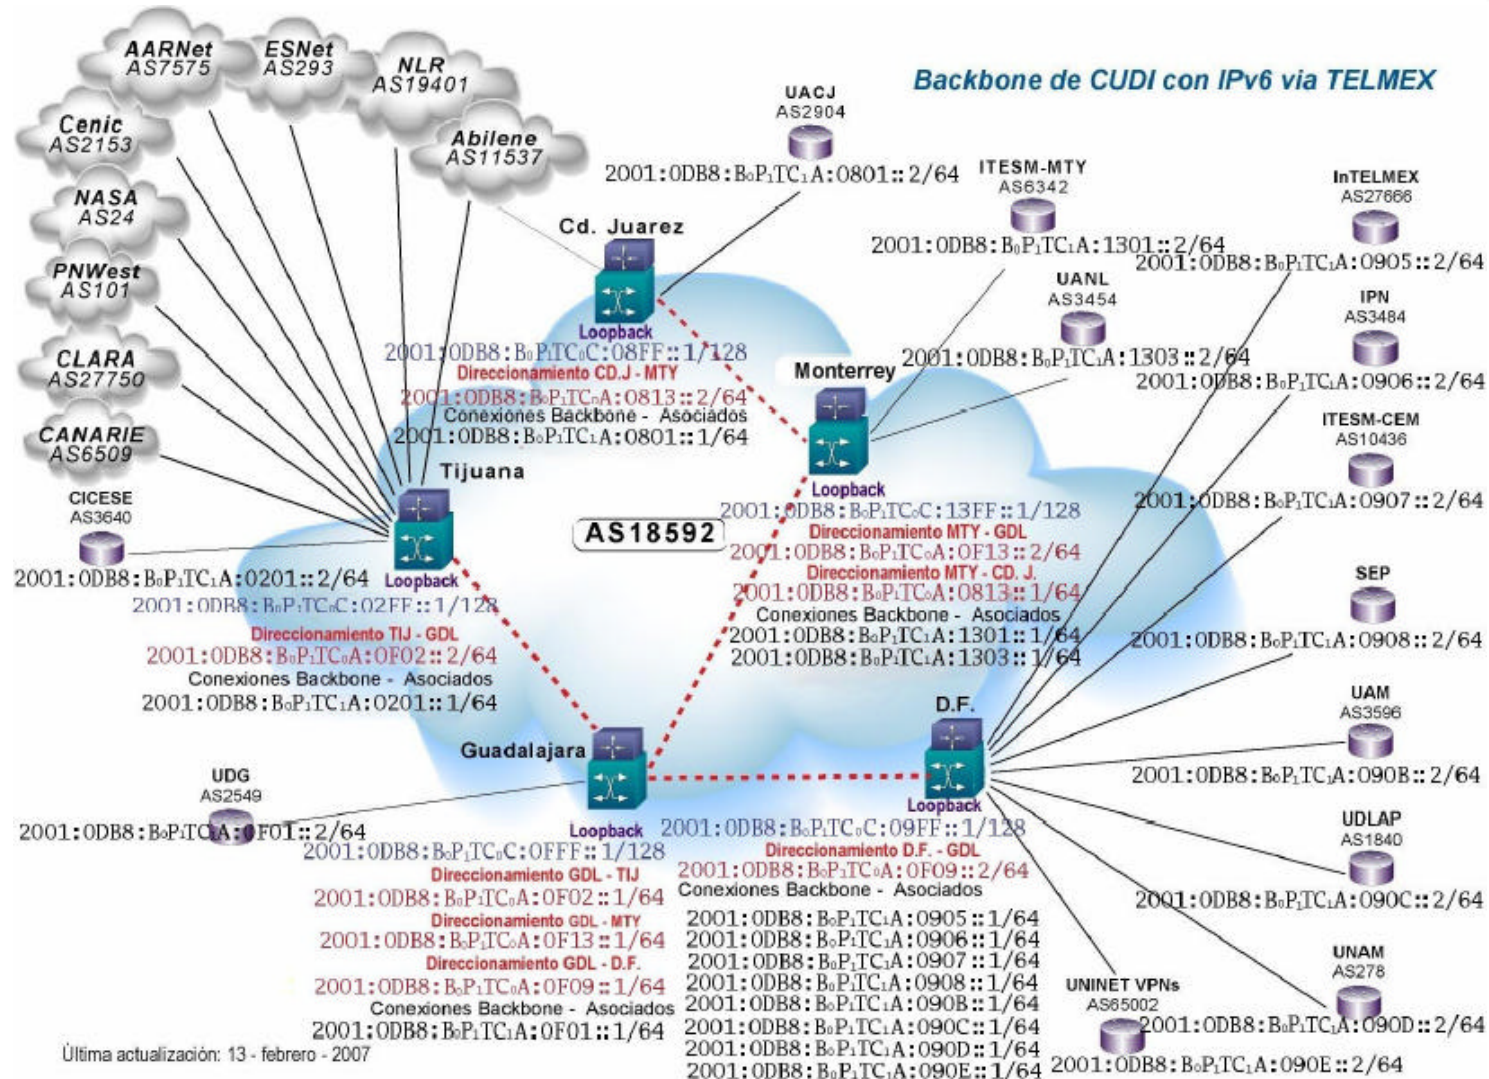 Backbone de CUDI con IPv6 via TELMEX
AARNet
AS7575
ESNet
AS293
NLR
AS19401
Abilene
AS11537
Cenic
AS2153
NASA
AS24
PNWest
AS101
CLARA
AS27750
CANARIE
AS6509
CICESE
AS3640
2001:0DB8:B₀P₁TC₁A:0201::2/64
UACJ
AS2904
2001:0DB8:B₀P₁TC₁A:0801::2/64
ITESM-MTY
AS6342
2001:0DB8:B₀P₁TC₁A:1301::2/64
UANL
AS3454
2001:0DB8:B₀P₁TC₁A:1303::2/64
InTELMEX
AS27666
2001:0DB8:B₀P₁TC₁A:0905::2/64
IPN
AS3484
2001:0DB8:B₀P₁TC₁A:0906::2/64
ITESM-CEM
AS10436
2001:0DB8:B₀P₁TC₁A:0907::2/64
SEP
2001:0DB8:B₀P₁TC₁A:0908::2/64
UAM
AS3596
2001:0DB8:B₀P₁TC₁A:090B::2/64
UDLAP
AS1840
2001:0DB8:B₀P₁TC₁A:090C::2/64
UNAM
AS278
2001:0DB8:B₀P₁TC₁A:090D::2/64
UNINET VPNs
AS65002
2001:0DB8:B₀P₁TC₁A:090E::2/64
Cd. Juarez
Loopback
2001:0DB8:B₀P₁TC₀C:08FF::1/128
Direccionamiento CD.J - MTY
2001:0DB8:B₀P₁TC₀A:0813::2/64
Conexiones Backbone - Asociados
2001:0DB8:B₀P₁TC₁A:0801::1/64
Monterrey
Loopback
2001:0DB8:B₀P₁TC₀C:13FF::1/128
Direccionamiento MTY - GDL
2001:0DB8:B₀P₁TC₀A:0F13::2/64
Direccionamiento MTY - CD. J.
2001:0DB8:B₀P₁TC₀A:0813::1/64
Conexiones Backbone - Asociados
2001:0DB8:B₀P₁TC₁A:1301::1/64
2001:0DB8:B₀P₁TC₁A:1303::1/64
AS18592
Tijuana
Loopback
2001:0DB8:B₀P₁TC₀C:02FF::1/128
Direccionamiento TIJ - GDL
2001:0DB8:B₀P₁TC₀A:0F02::2/64
Conexiones Backbone - Asociados
2001:0DB8:B₀P₁TC₁A:0201::1/64
UDG
AS2549
2001:0DB8:B₀P₁TC₁A:0F01::2/64
Guadalajara
Loopback
2001:0DB8:B₀P₁TC₀C:0FFF::1/128
Direccionamiento GDL - TIJ
2001:0DB8:B₀P₁TC₀A:0F02::1/64
Direccionamiento GDL - MTY
2001:0DB8:B₀P₁TC₀A:0F13::1/64
Direccionamiento GDL - D.F.
2001:0DB8:B₀P₁TC₀A:0F09::1/64
Conexiones Backbone - Asociados
2001:0DB8:B₀P₁TC₁A:0F01::1/64
D.F.
Loopback
2001:0DB8:B₀P₁TC₀C:09FF::1/128
Direccionamiento D.F. - GDL
2001:0DB8:B₀P₁TC₀A:0F09::2/64
Conexiones Backbone - Asociados
2001:0DB8:B₀P₁TC₁A:0905::1/64
2001:0DB8:B₀P₁TC₁A:0906::1/64
2001:0DB8:B₀P₁TC₁A:0907::1/64
2001:0DB8:B₀P₁TC₁A:0908::1/64
2001:0DB8:B₀P₁TC₁A:090B::1/64
2001:0DB8:B₀P₁TC₁A:090C::1/64
2001:0DB8:B₀P₁TC₁A:090D::1/64
2001:0DB8:B₀P₁TC₁A:090E::1/64
Última actualización: 13 - febrero - 2007